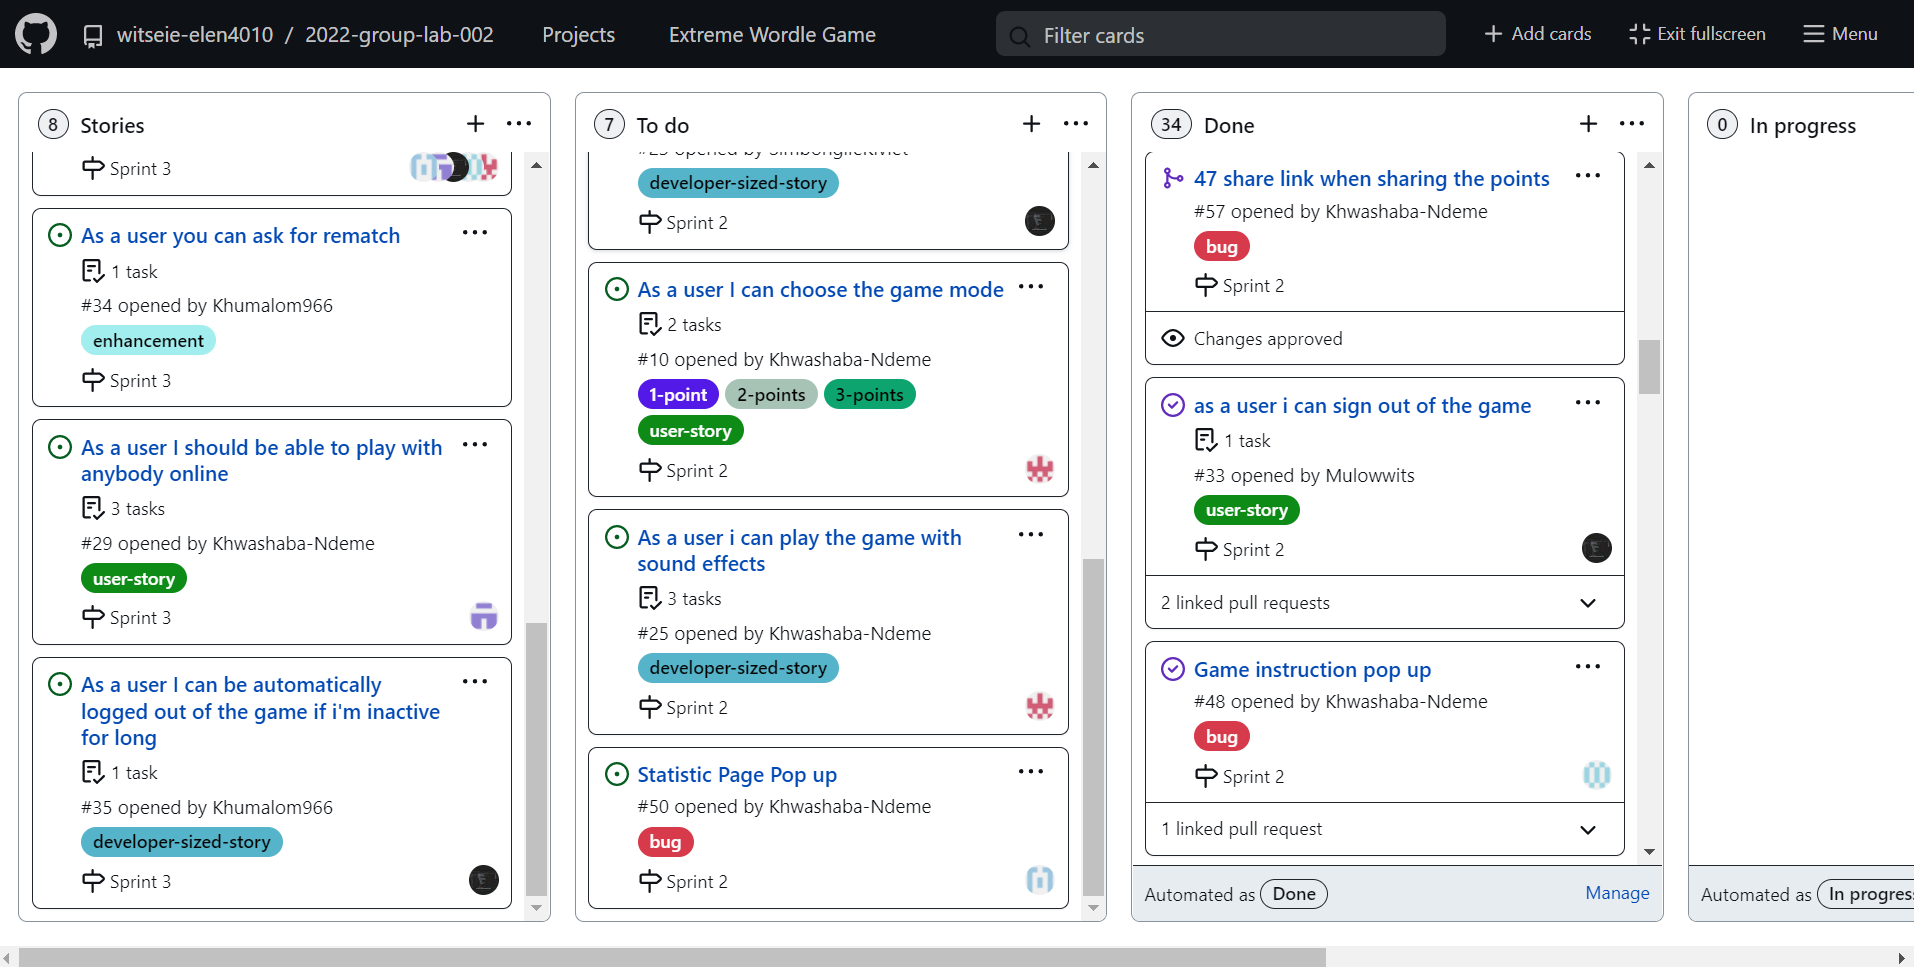 witseie-elen4010 / 2022-group-lab-002 Projects Extreme Wordle Game Filter cards Add cards Exit fullscreen Menu
8 Stories
Sprint 3
As a user you can ask for rematch
1 task
#34 opened by Khumalom966
enhancement
Sprint 3
As a user I should be able to play with
anybody online
3 tasks
#29 opened by Khwashaba-Ndeme
user-story
Sprint 3
As a user I can be automatically
logged out of the game if i'm inactive
for long
1 task
#35 opened by Khumalom966
developer-sized-story
Sprint 3
7 To do
developer-sized-story
Sprint 2
As a user I can choose the game mode
2 tasks
#10 opened by Khwashaba-Ndeme
1-point 2-points 3-points
user-story
Sprint 2
As a user i can play the game with
sound effects
3 tasks
#25 opened by Khwashaba-Ndeme
developer-sized-story
Sprint 2
Statistic Page Pop up
#50 opened by Khwashaba-Ndeme
bug
Sprint 2
34 Done
47 share link when sharing the points
#57 opened by Khwashaba-Ndeme
bug
Sprint 2
Changes approved
as a user i can sign out of the game
1 task
#33 opened by Mulowwits
user-story
Sprint 2
2 linked pull requests
Game instruction pop up
#48 opened by Khwashaba-Ndeme
bug
Sprint 2
1 linked pull request
Automated as Done Manage
0 In progress
Automated as In progres